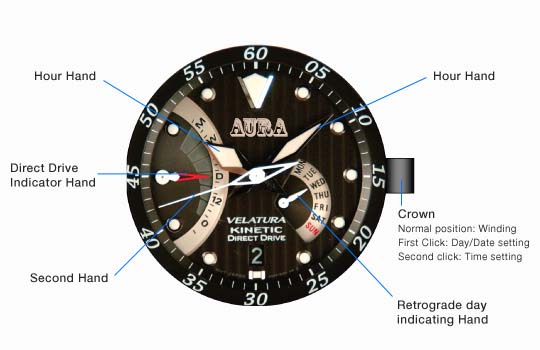 60
55
05
Hour Hand
Hour Hand
50
10
AURA
M
MON
TUE
WED
THU
FRI
SAT
SUN
Direct Drive
Indicator Hand
45
D
15
12
0
VELATURA
KINETIC
DIRECT DRIVE
Crown
Normal position: Winding
First Click: Day/Date setting
Second click: Time setting
40
20
2
Second Hand
35
25
30
Retrograde day
indicating Hand